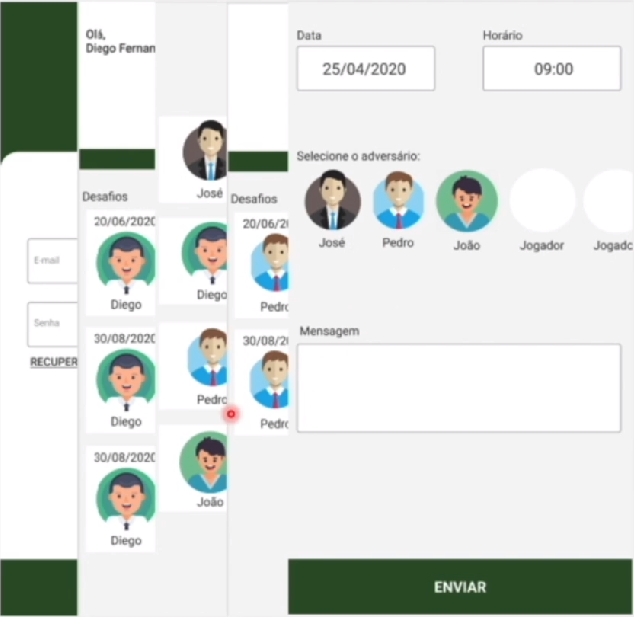 E-mail
Senha
RECUPER
Olá,
Diego Fernan
Desafios
20/06/2020
Diego
30/08/2020
Diego
30/08/2020
Diego
José
Diego
Pedro
João
Desafios
20/06/2
Pedro
30/08/2
Pedro
Data
25/04/2020
Horário
09:00
Selecione o adversário:
José
Pedro
João
Jogador
Jogado
Mensagem
ENVIAR